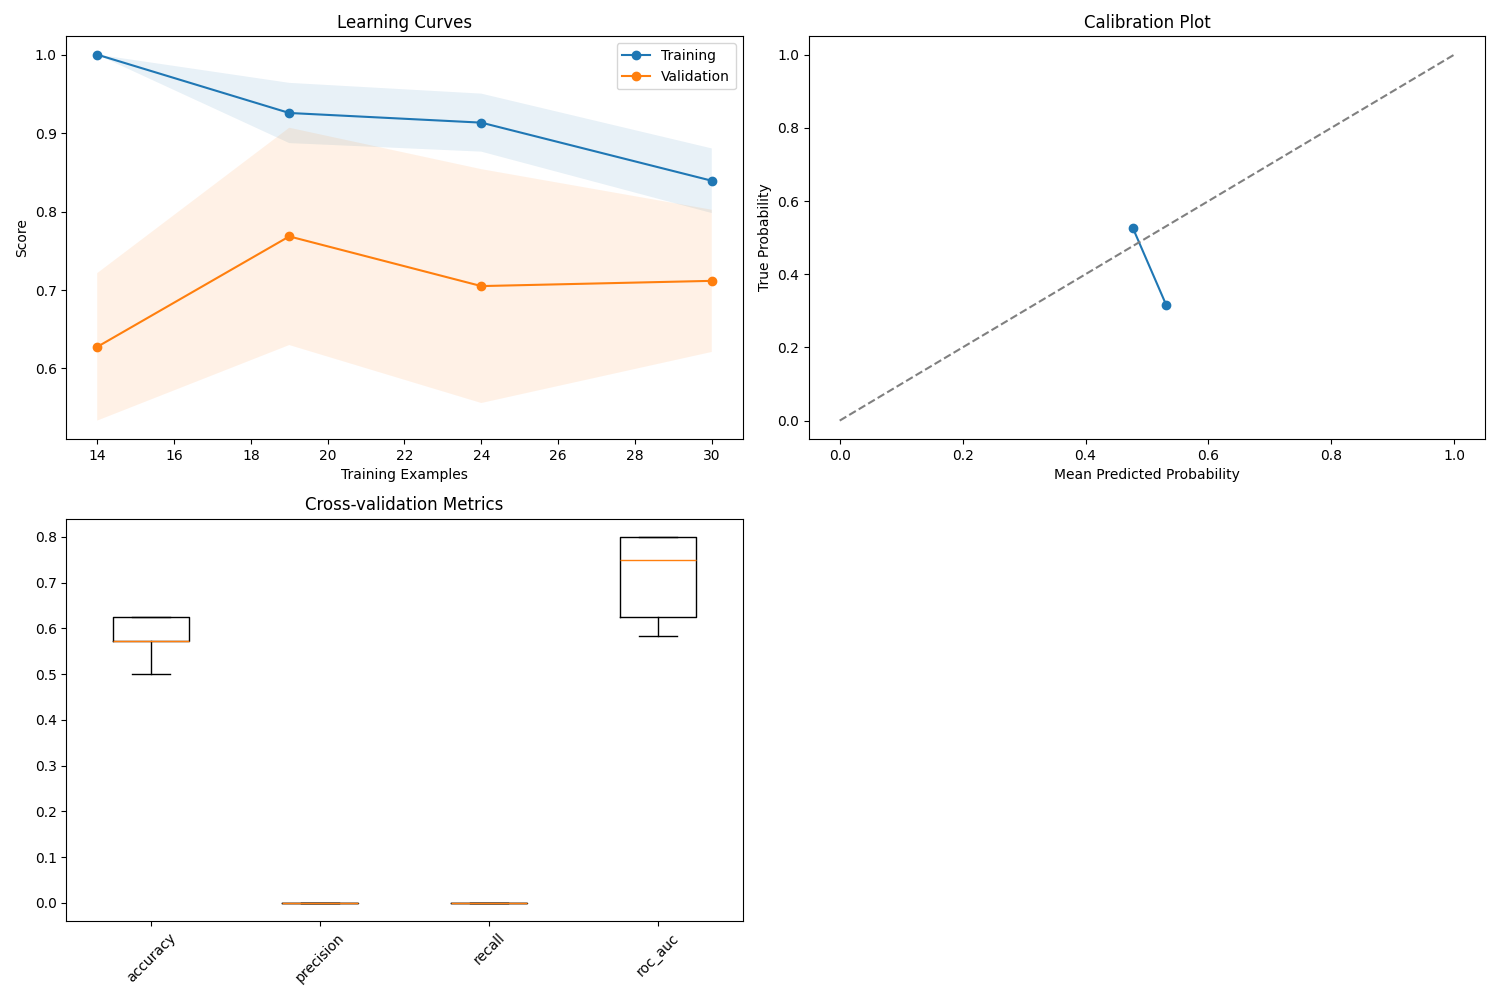 Learning Curves
1.0
0.9
0.8
0.7
0.6
Score
14 16 18 20 22 24 26 28 30
Training Examples
Training
Validation
Calibration Plot
1.0
0.8
0.6
0.4
0.2
0.0
True Probability
0.0 0.2 0.4 0.6 0.8 1.0
Mean Predicted Probability
Cross-validation Metrics
0.8
0.7
0.6
0.5
0.4
0.3
0.2
0.1
0.0
accuracy precision recall roc_auc